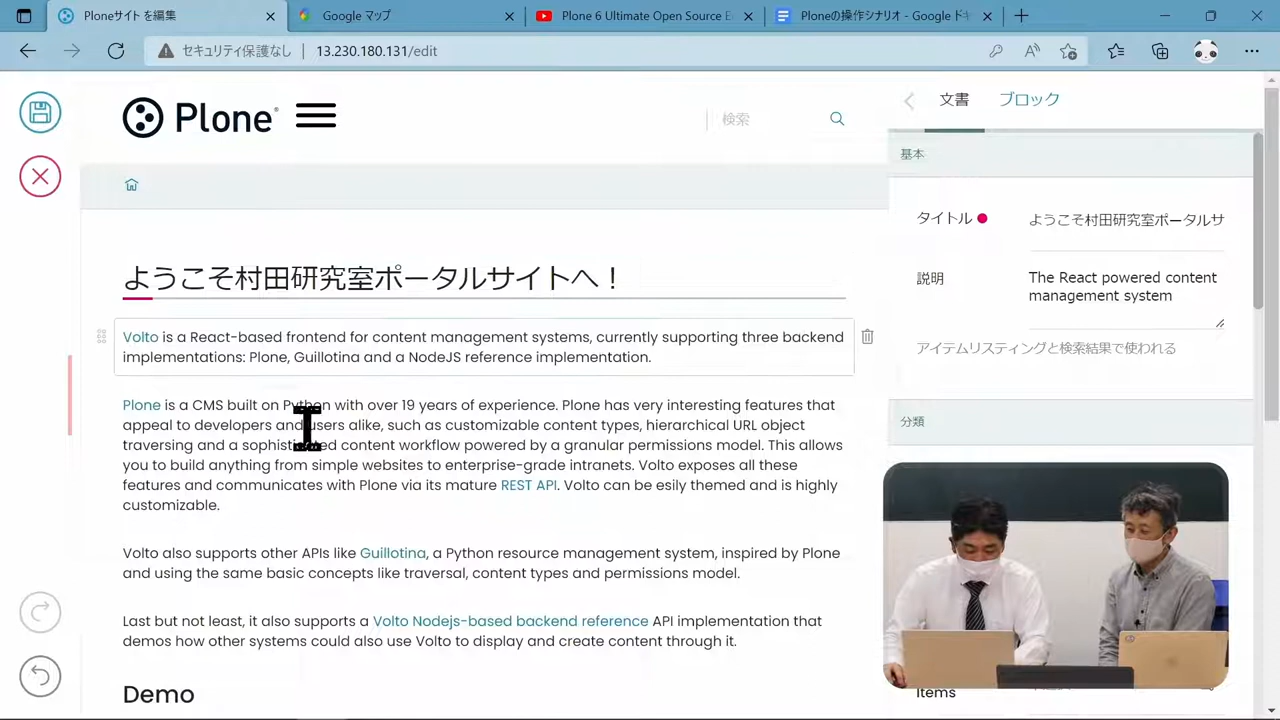 Ploneサイト を編集
Google マップ
Plone 6 Ultimate Open Source E
Ploneの操作シナリオ - Google ドキ
セキュリティ保護なし
13.230.180.131/edit
Plone
検索
文書
ブロック
基本
タイトル
ようこそ村田研究室ポータルサ
説明
The React powered content
management system
アイテムリスティングと検索結果で使われる
分類
ようこそ村田研究室ポータルサイトへ！
Volto is a React-based frontend for content management systems, currently supporting three backend
implementations: Plone, Guillotina and a NodeJS reference implementation.
Plone is a CMS built on Python with over 19 years of experience. Plone has very interesting features that
appeal to developers and users alike, such as customizable content types, hierarchical URL object
traversing and a sophisticated content workflow powered by a granular permissions model. This allows
you to build anything from simple websites to enterprise-grade intranets. Volto exposes all these
features and communicates with Plone via its mature REST API. Volto can be esily themed and is highly
customizable.
Volto also supports other APIs like Guillotina, a Python resource management system, inspired by Plone
and using the same basic concepts like traversal, content types and permissions model.
Last but not least, it also supports a Volto Nodejs-based backend reference API implementation that
demos how other systems could also use Volto to display and create content through it.
Demo
Items